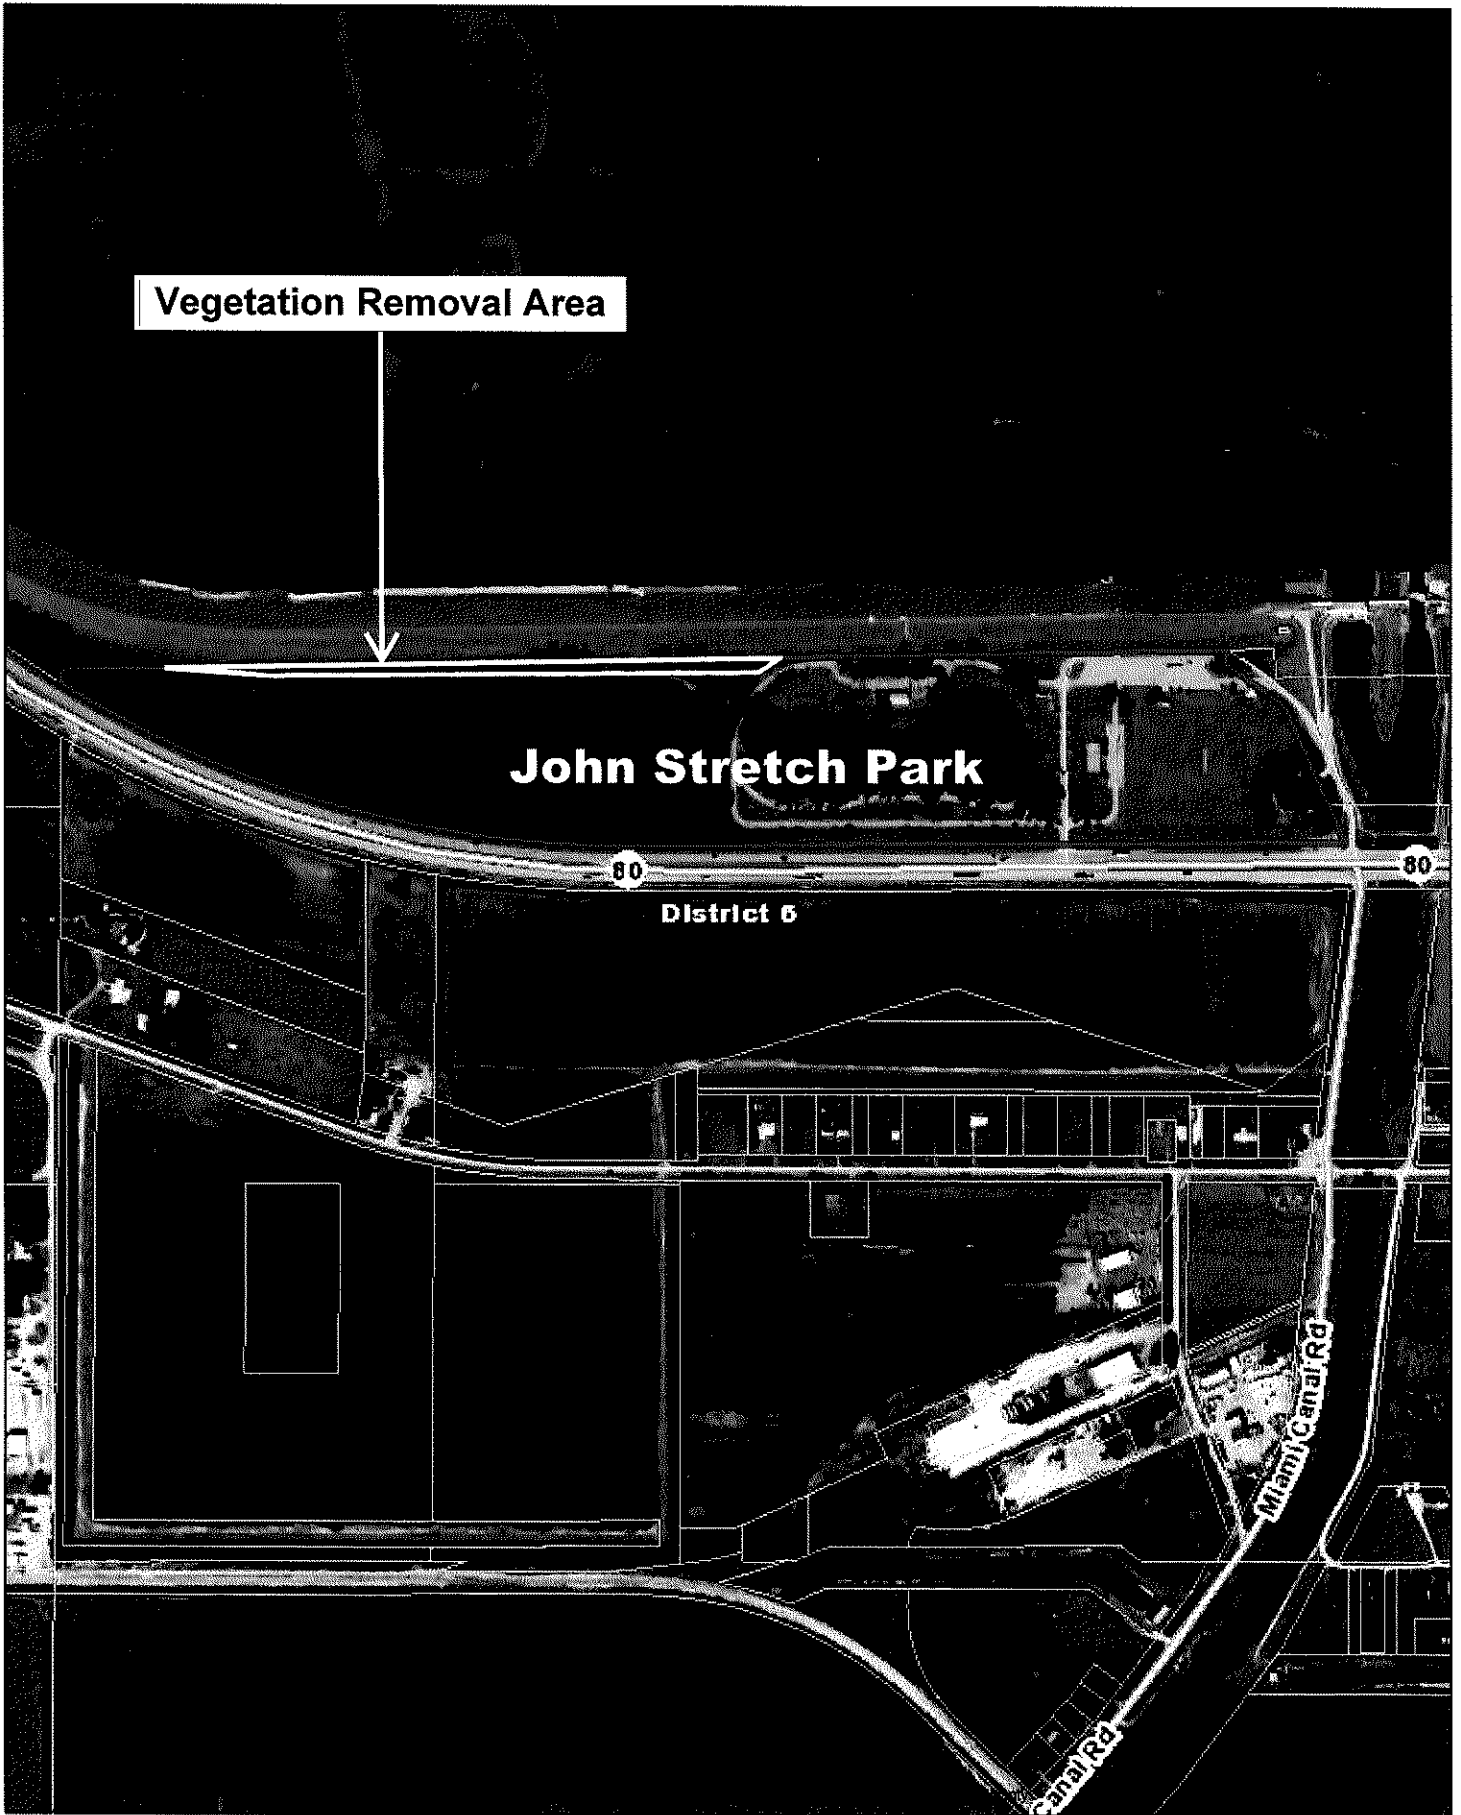 Vegetation Removal Area
John Stretch Park
80
80
District 6
Miami Canal Rd
Canal Rd